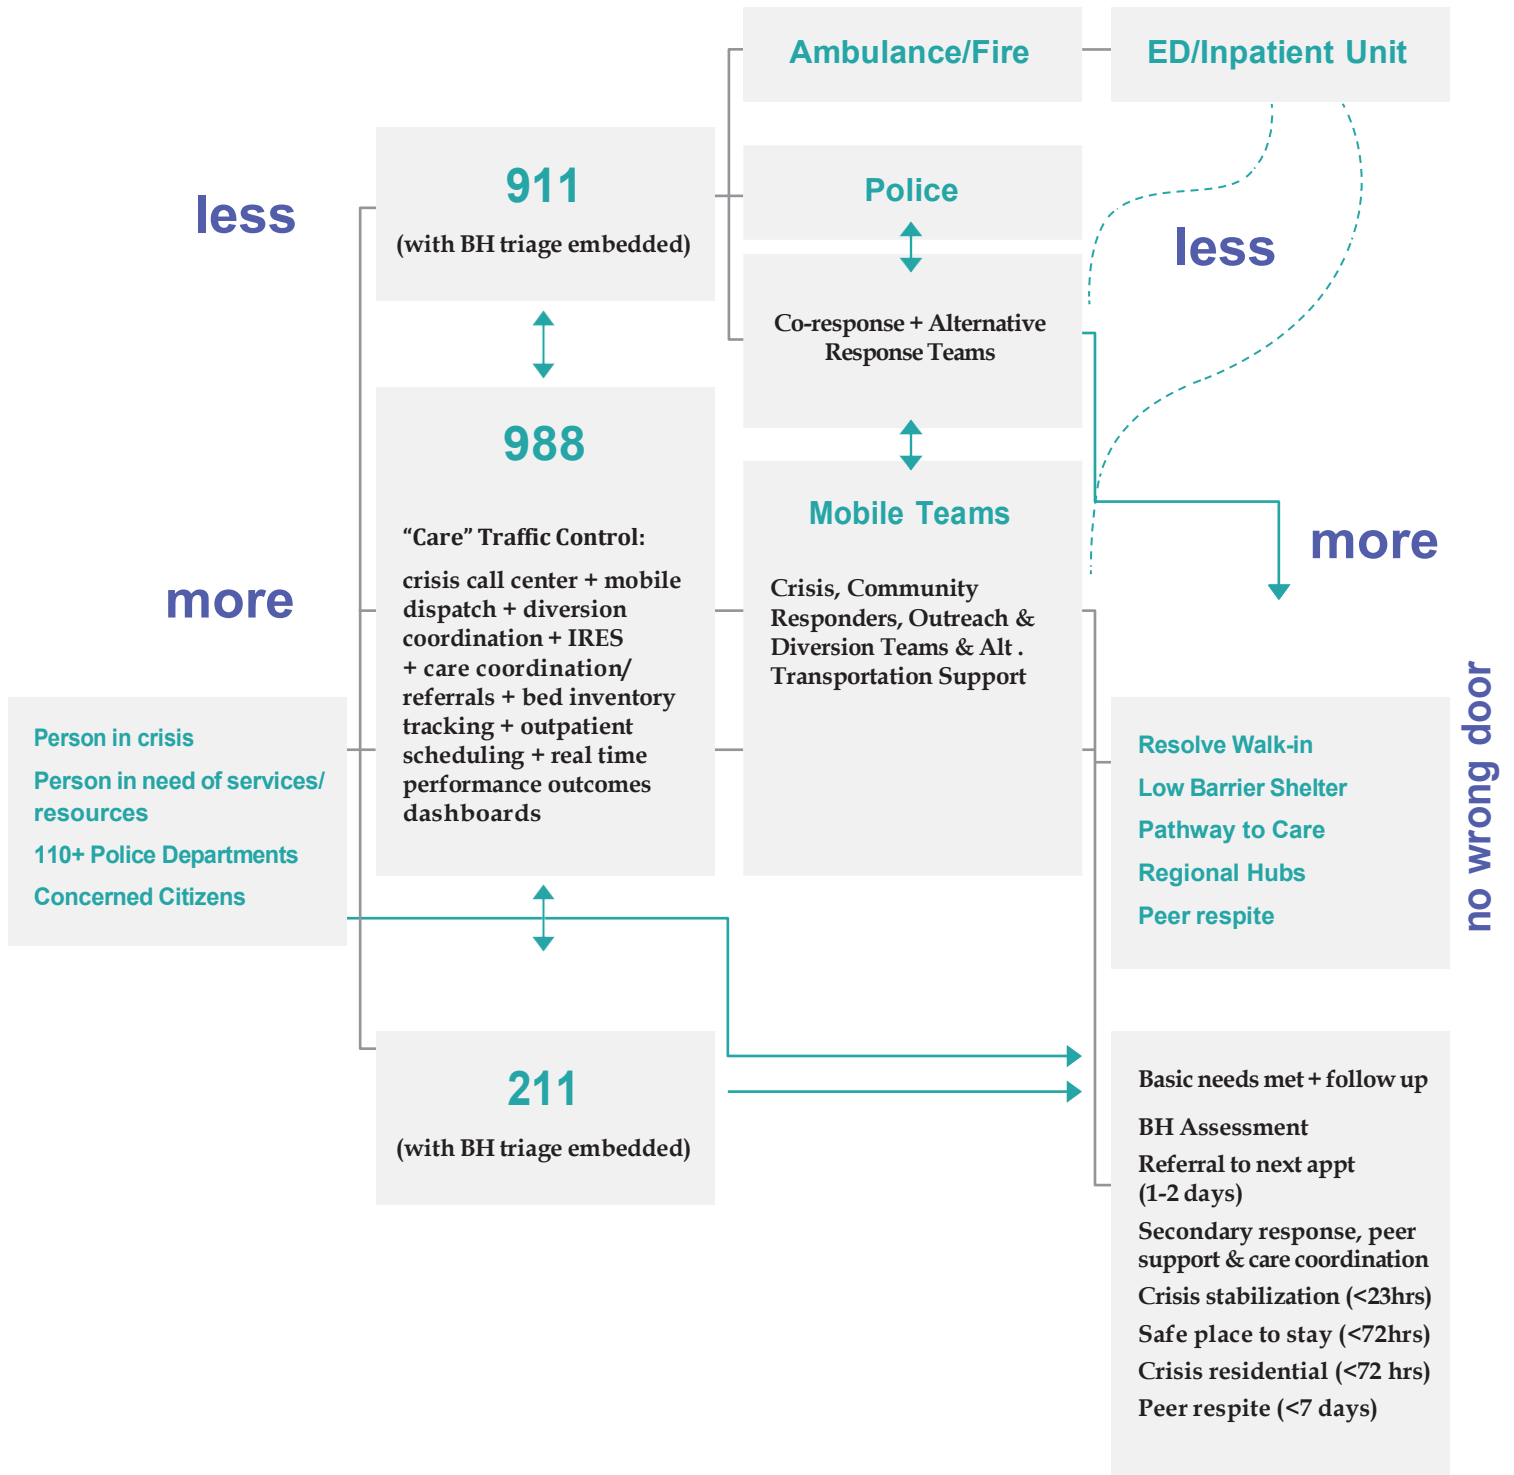 Ambulance/Fire
ED/Inpatient Unit
less
911
(with BH triage embedded)
Police
less
Co-response + Alternative
Response Teams
988
“Care” Traffic Control:
crisis call center + mobile
dispatch + diversion
coordination + IRES
+ care coordination/
referrals + bed inventory
tracking + outpatient
scheduling + real time
performance outcomes
dashboards
Mobile Teams
Crisis, Community
Responders, Outreach &
Diversion Teams & Alt .
Transportation Support
more
more
Person in crisis
Person in need of services/
resources
110+ Police Departments
Concerned Citizens
Resolve Walk-in
Low Barrier Shelter
Pathway to Care
Regional Hubs
Peer respite
no wrong door
211
(with BH triage embedded)
Basic needs met + follow up
BH Assessment
Referral to next appt
(1-2 days)
Secondary response, peer
support & care coordination
Crisis stabilization (<23hrs)
Safe place to stay (<72hrs)
Crisis residential (<72 hrs)
Peer respite (<7 days)